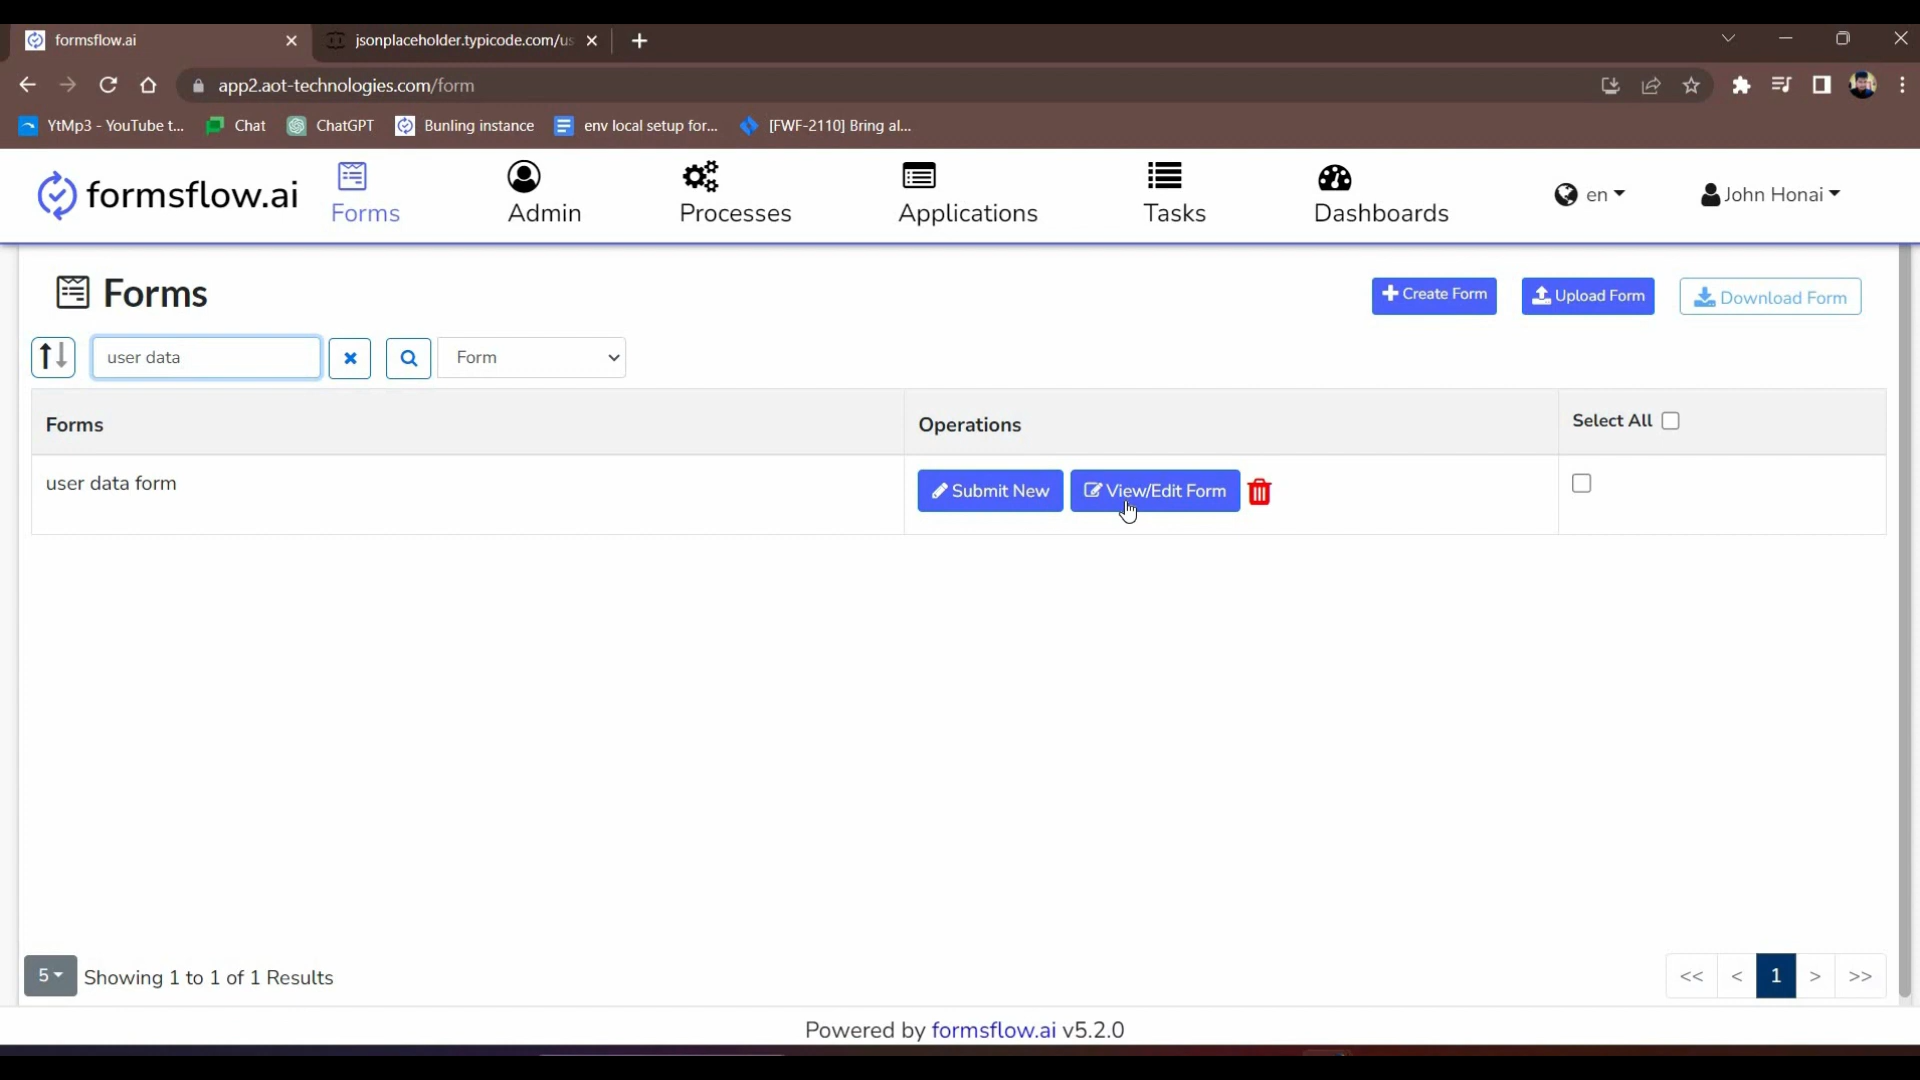 formsflow.ai
jsonplaceholder.typicode.com/us
app2.aot-technologies.com/form
YtMp3 - YouTube t...
Chat
ChatGPT
Bunling instance
env local setup for...
[FWF-2110] Bring al...
formsflow.ai
Forms
Admin
Processes
Applications
Tasks
Dashboards
en
John Honai
Forms
Create Form
Upload Form
Download Form
user data
Form
Forms
Operations
Select All
user data form
Submit New
View/Edit Form
5
Showing 1 to 1 of 1 Results
<< < 1 > >>
Powered by formsflow.ai v5.2.0